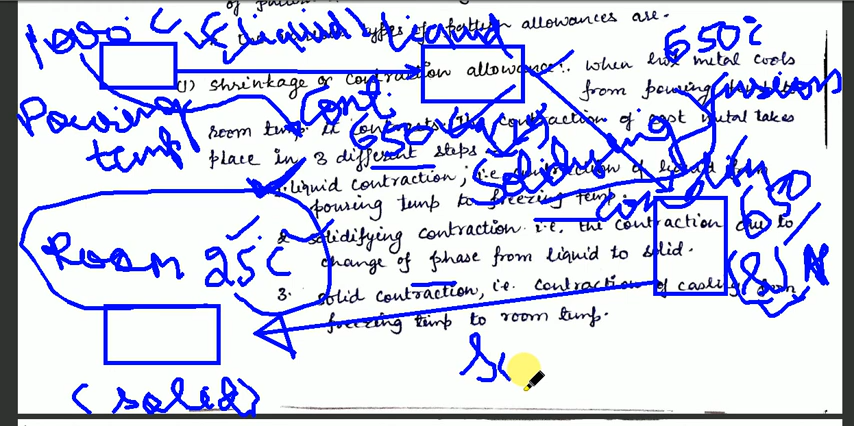 types of pattern allowances are.
1000°C (liquid) liquid 650°C
(1) Shrinkage or contraction allowance:. when hot metal cools
from pouring
Pouring temp
Cont
fusion
room temp it contracts. The contraction of cast metal takes
650°C
place in 3 different steps
Solidifying
liquid contraction, i.e. contraction of liquid from
pouring temp to freezing temp.
650
2. solidifying contraction i.e. the contraction due to
Room 25°C
change of phase from liquid to solid.
3. solid contraction, i.e. contraction of casting from
freezing temp to room temp.
(solid)